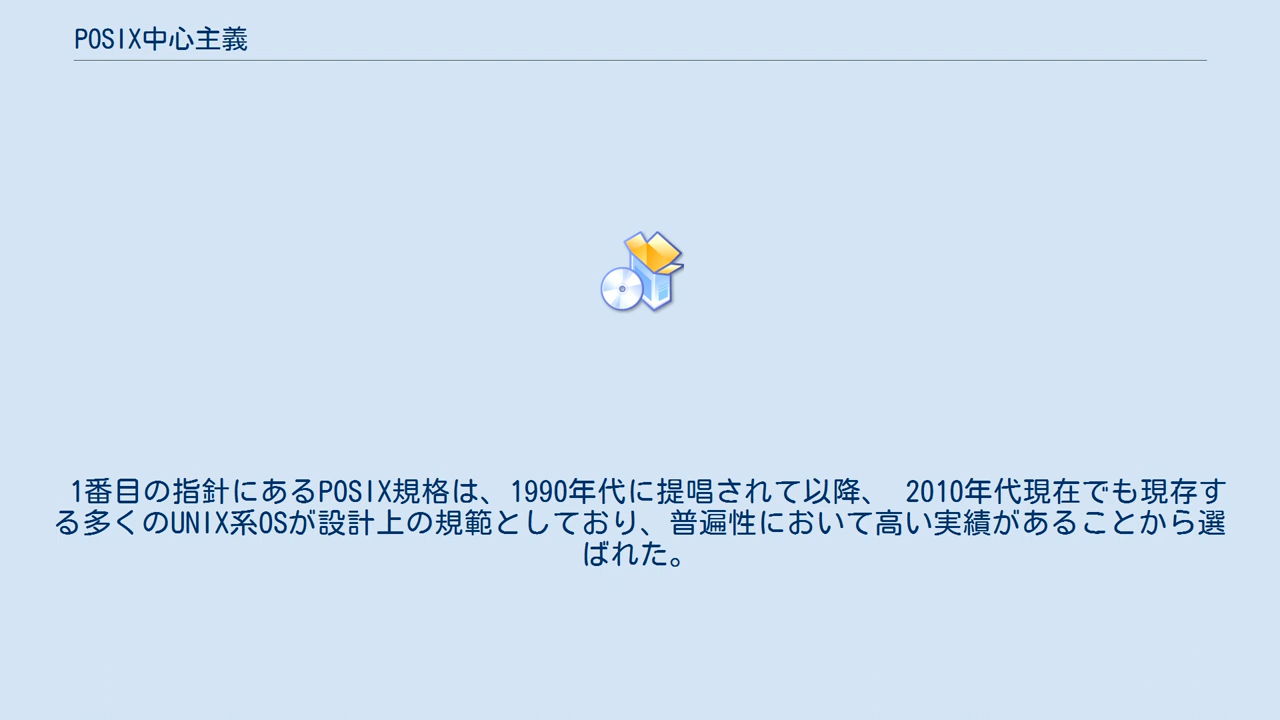 POSIX中心主義
1番目の指針にあるPOSIX規格は、1990年代に提唱されて以降、 2010年代現在でも現存す
る多くのUNIX系OSが設計上の規範としており、普遍性において高い実績があることから選
ばれた。